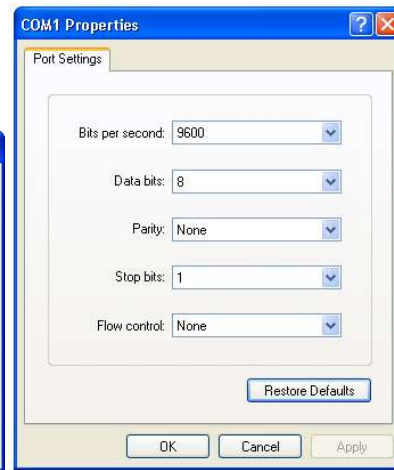 COM1 Properties
Port Settings
Bits per second: 9600
Data bits: 8
Parity: None
Stop bits: 1
Flow control: None
Restore Defaults
OK Cancel Apply